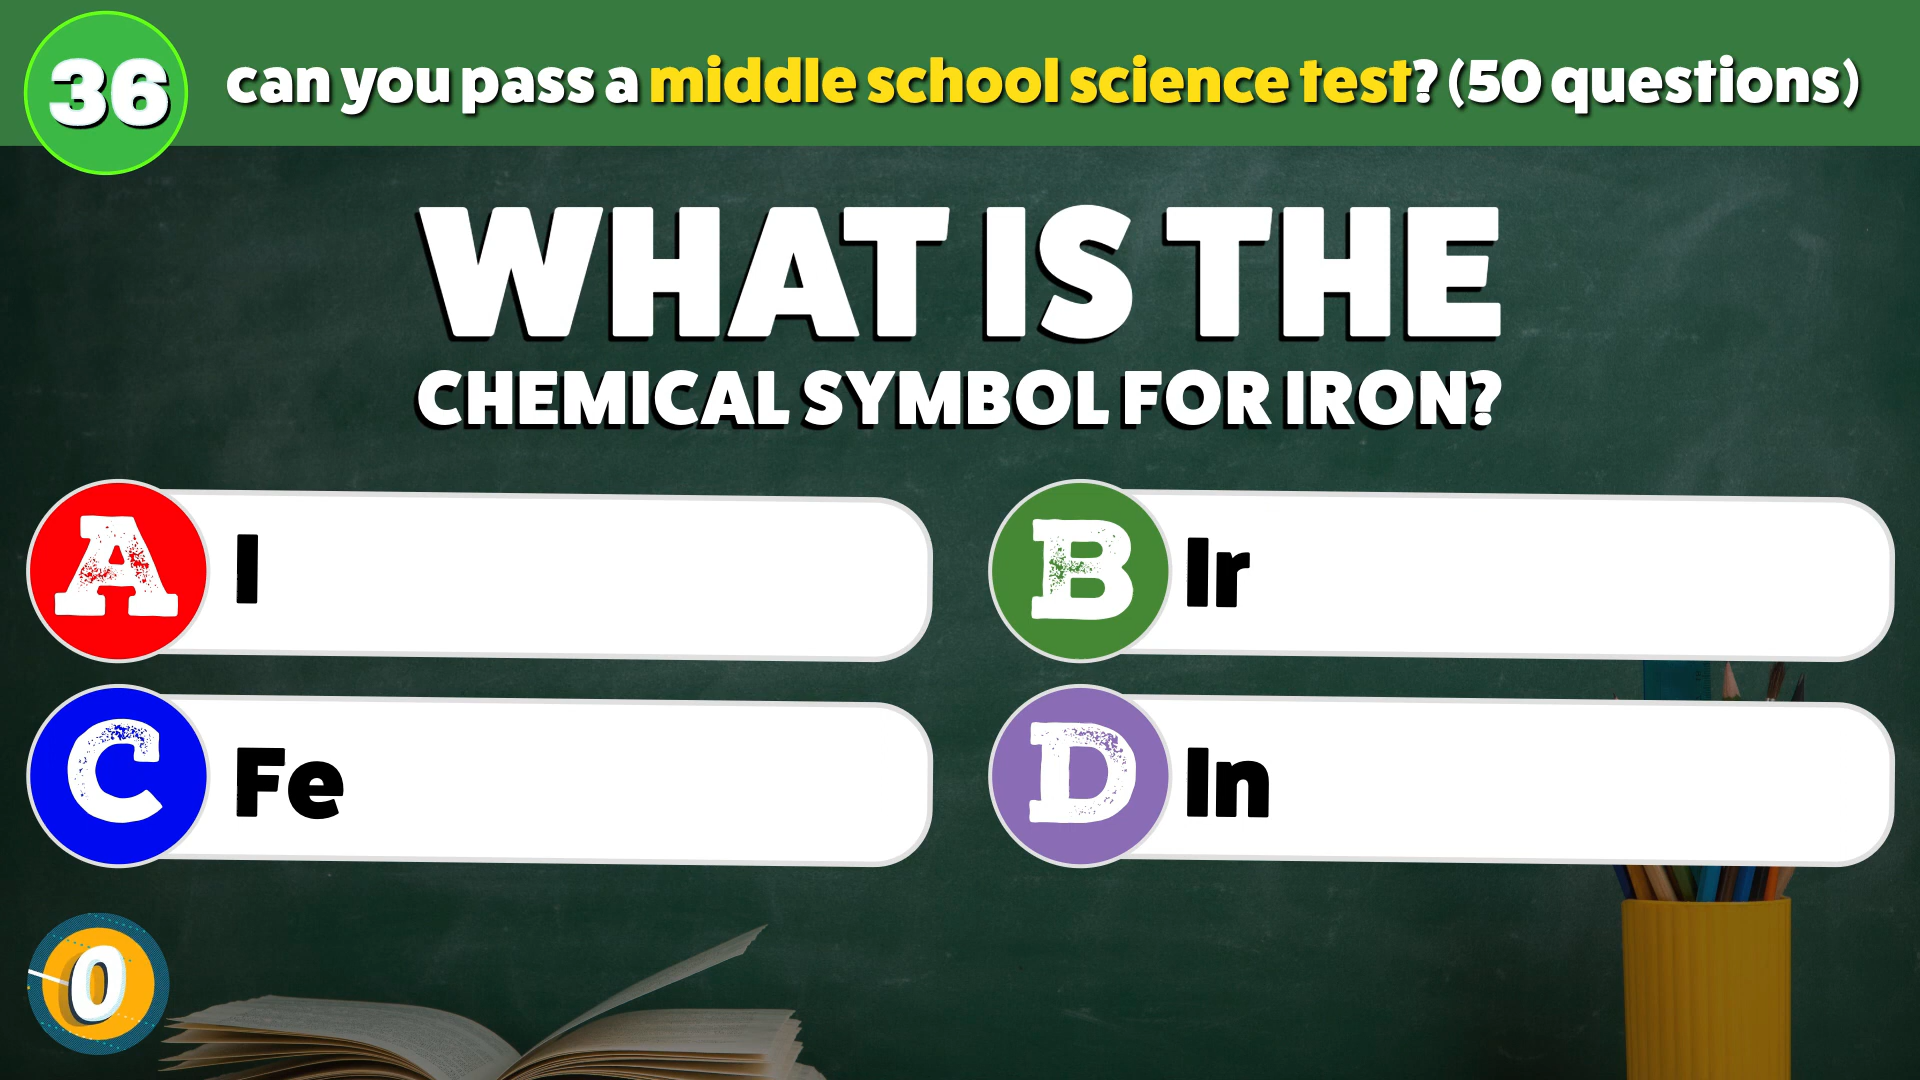 36
can you pass a middle school science test? (50 questions)
WHAT IS THE
CHEMICAL SYMBOL FOR IRON?
A I
B Ir
C Fe
D In
0